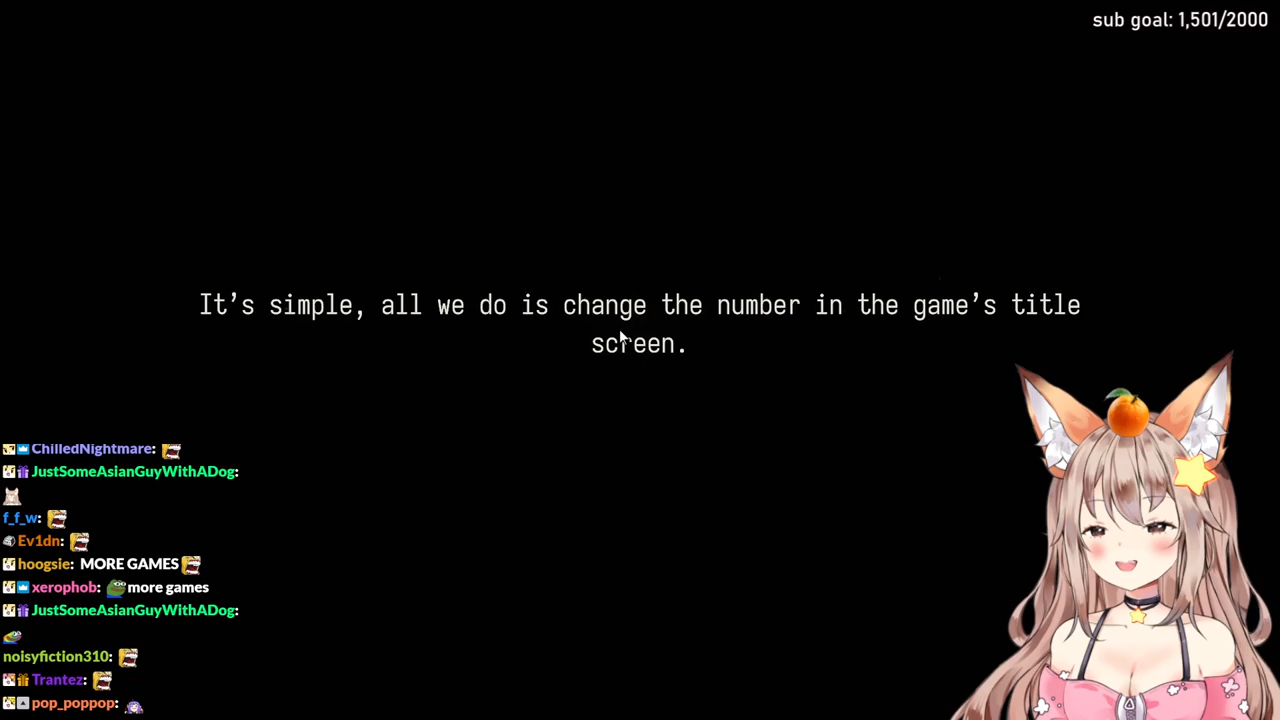 sub goal: 1,501/2000
It’s simple, all we do is change the number in the game’s title
screen.
ChilledNightmare:
JustSomeAsianGuyWithADog:
f_f_w:
Ev1dn:
hoogsie: MORE GAMES
xerophob: more games
JustSomeAsianGuyWithADog:
noisyfiction310:
Trantez:
pop_poppop: